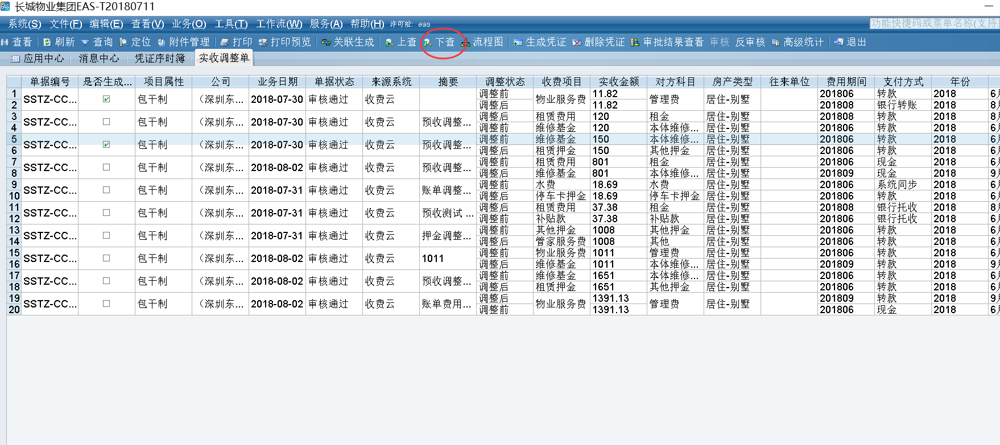 长城物业集团EAS-T20180711
系统(S) 文件(F) 编辑(E) 查看(V) 业务(O) 工具(T) 工作流(W) 服务(A) 帮助(H) 许可给: eas 功能快捷码或菜单名称(支持
查看 刷新 查询 定位 附件管理 打印 打印预览 关联生成 上查 下查 流程图 生成凭证 删除凭证 审批结果查看 审核 反审核 高级统计 退出
应用中心 消息中心 凭证序时簿 实收调整单
单据编号 是否生成... 项目属性 公司 业务日期 单据状态 来源系统 摘要 调整状态 收费项目 实收金额 对方科目 房产类型 往来单位 费用期间 支付方式 年份
1 SSTZ-CC... 包干制 （深圳东... 2018-07-30 审核通过 收费云 调整前 物业服务费 11.82 管理费 居住-别墅 201806 转款 2018 6月
2 调整后 11.82 201808 银行转账 2018 8月
3 SSTZ-CC... 包干制 （深圳东... 2018-07-30 审核通过 收费云 预收调整... 调整后 租赁费用 120 租金 居住-别墅 201808 转款 2018 8月
4 调整前 维修基金 120 本体维修... 居住-别墅 201806 转款 2018 6月
5 SSTZ-CC... 包干制 （深圳东... 2018-07-30 审核通过 收费云 预收调整... 调整前 维修基金 150 本体维修... 居住-别墅 201806 转款 2018 6月
6 调整后 租赁押金 150 其他押金 居住-别墅 201806 转款 2018 6月
7 SSTZ-CC... 包干制 （深圳东... 2018-08-02 审核通过 收费云 预收调整... 调整前 租赁费用 801 租金 居住-别墅 201806 现金 2018 6月
8 调整后 维修基金 801 本体维修... 居住-别墅 201809 现金 2018 9月
9 SSTZ-CC... 包干制 （深圳东... 2018-07-31 审核通过 收费云 账单调整... 调整前 水费 18.69 水费 居住-别墅 201806 系统同步 2018 6月
10 调整后 停车卡押金 18.69 停车卡押金 居住-别墅 201806 转款 2018 6月
11 SSTZ-CC... 包干制 （深圳东... 2018-07-31 审核通过 收费云 预收测试 ... 调整后 租赁费用 37.38 租金 居住-别墅 201808 银行托收 2018 8月
12 调整前 补贴款 37.38 补贴款 居住-别墅 201806 银行托收 2018 6月
13 SSTZ-CC... 包干制 （深圳东... 2018-07-31 审核通过 收费云 押金调整... 调整前 其他押金 1008 其他押金 居住-别墅 201806 转款 2018 6月
14 调整后 管家服务费 1008 其他 居住-别墅 201806 转款 2018 6月
15 SSTZ-CC... 包干制 （深圳东... 2018-08-02 审核通过 收费云 1011 调整前 物业服务费 1011 管理费 居住-别墅 201806 转款 2018 6月
16 调整后 维修基金 1011 本体维修... 居住-别墅 201809 转款 2018 9月
17 SSTZ-CC... 包干制 （深圳东... 2018-08-02 审核通过 收费云 预收调整... 调整前 维修基金 1651 本体维修... 居住-别墅 201806 转款 2018 6月
18 调整后 租赁押金 1651 其他押金 居住-别墅 201806 转款 2018 6月
19 SSTZ-CC... 包干制 （深圳东... 2018-08-02 审核通过 收费云 账单费用... 调整后 物业服务费 1391.13 管理费 居住-别墅 201809 转款 2018 9月
20 调整前 1391.13 201806 现金 2018 6月